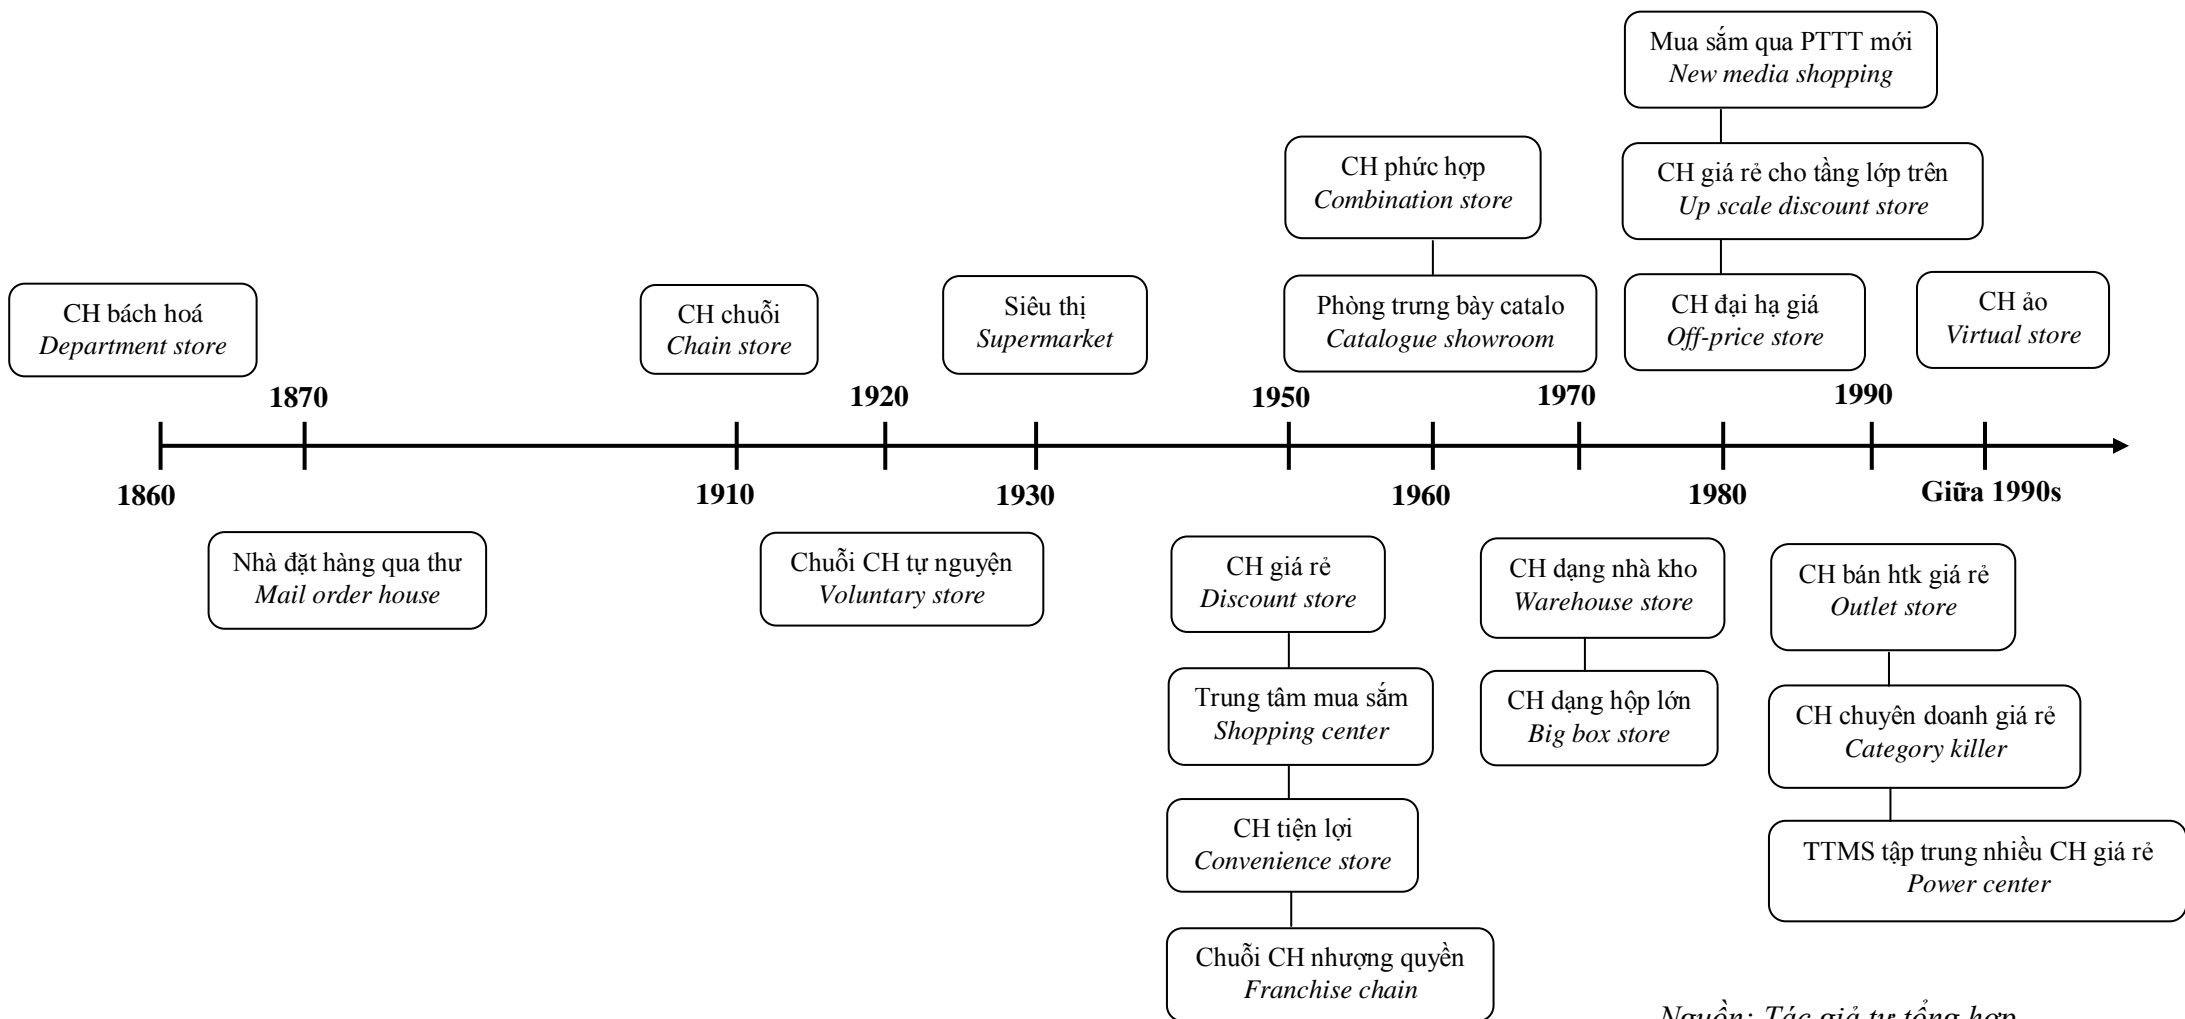 Mua sắm qua PTTT mới
New media shopping
CH phức hợp
Combination store
CH giá rẻ cho tầng lớp trên
Up scale discount store
CH bách hoá
Department store
CH chuỗi
Chain store
Siêu thị
Supermarket
Phòng trưng bày catalo
Catalogue showroom
CH đại hạ giá
Off-price store
CH ảo
Virtual store
1870
1920
1950
1970
1990
1860
1910
1930
1960
1980
Giữa 1990s
Nhà đặt hàng qua thư
Mail order house
Chuỗi CH tự nguyện
Voluntary store
CH giá rẻ
Discount store
CH dạng nhà kho
Warehouse store
CH bán htk giá rẻ
Outlet store
Trung tâm mua sắm
Shopping center
CH dạng hộp lớn
Big box store
CH chuyên doanh giá rẻ
Category killer
CH tiện lợi
Convenience store
TTMS tập trung nhiều CH giá rẻ
Power center
Chuỗi CH nhượng quyền
Franchise chain
Nguồn: Tác giả tự tổng hợp